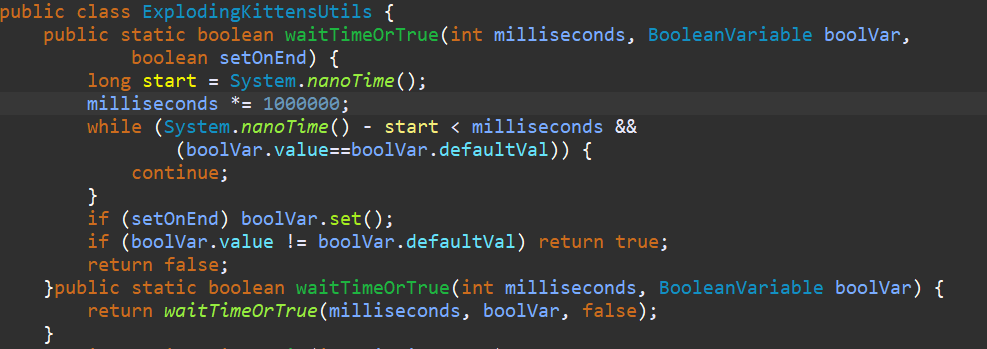 public class ExplodingKittensUtils {
    public static boolean waitTimeOrTrue(int milliseconds, BooleanVariable boolVar,
            boolean setOnEnd) {
        long start = System.nanoTime();
        milliseconds *= 1000000;
        while (System.nanoTime() - start < milliseconds &&
                (boolVar.value==boolVar.defaultVal)) {
            continue;
        }
        if (setOnEnd) boolVar.set();
        if (boolVar.value != boolVar.defaultVal) return true;
        return false;
    }public static boolean waitTimeOrTrue(int milliseconds, BooleanVariable boolVar) {
        return waitTimeOrTrue(milliseconds, boolVar, false);
    }